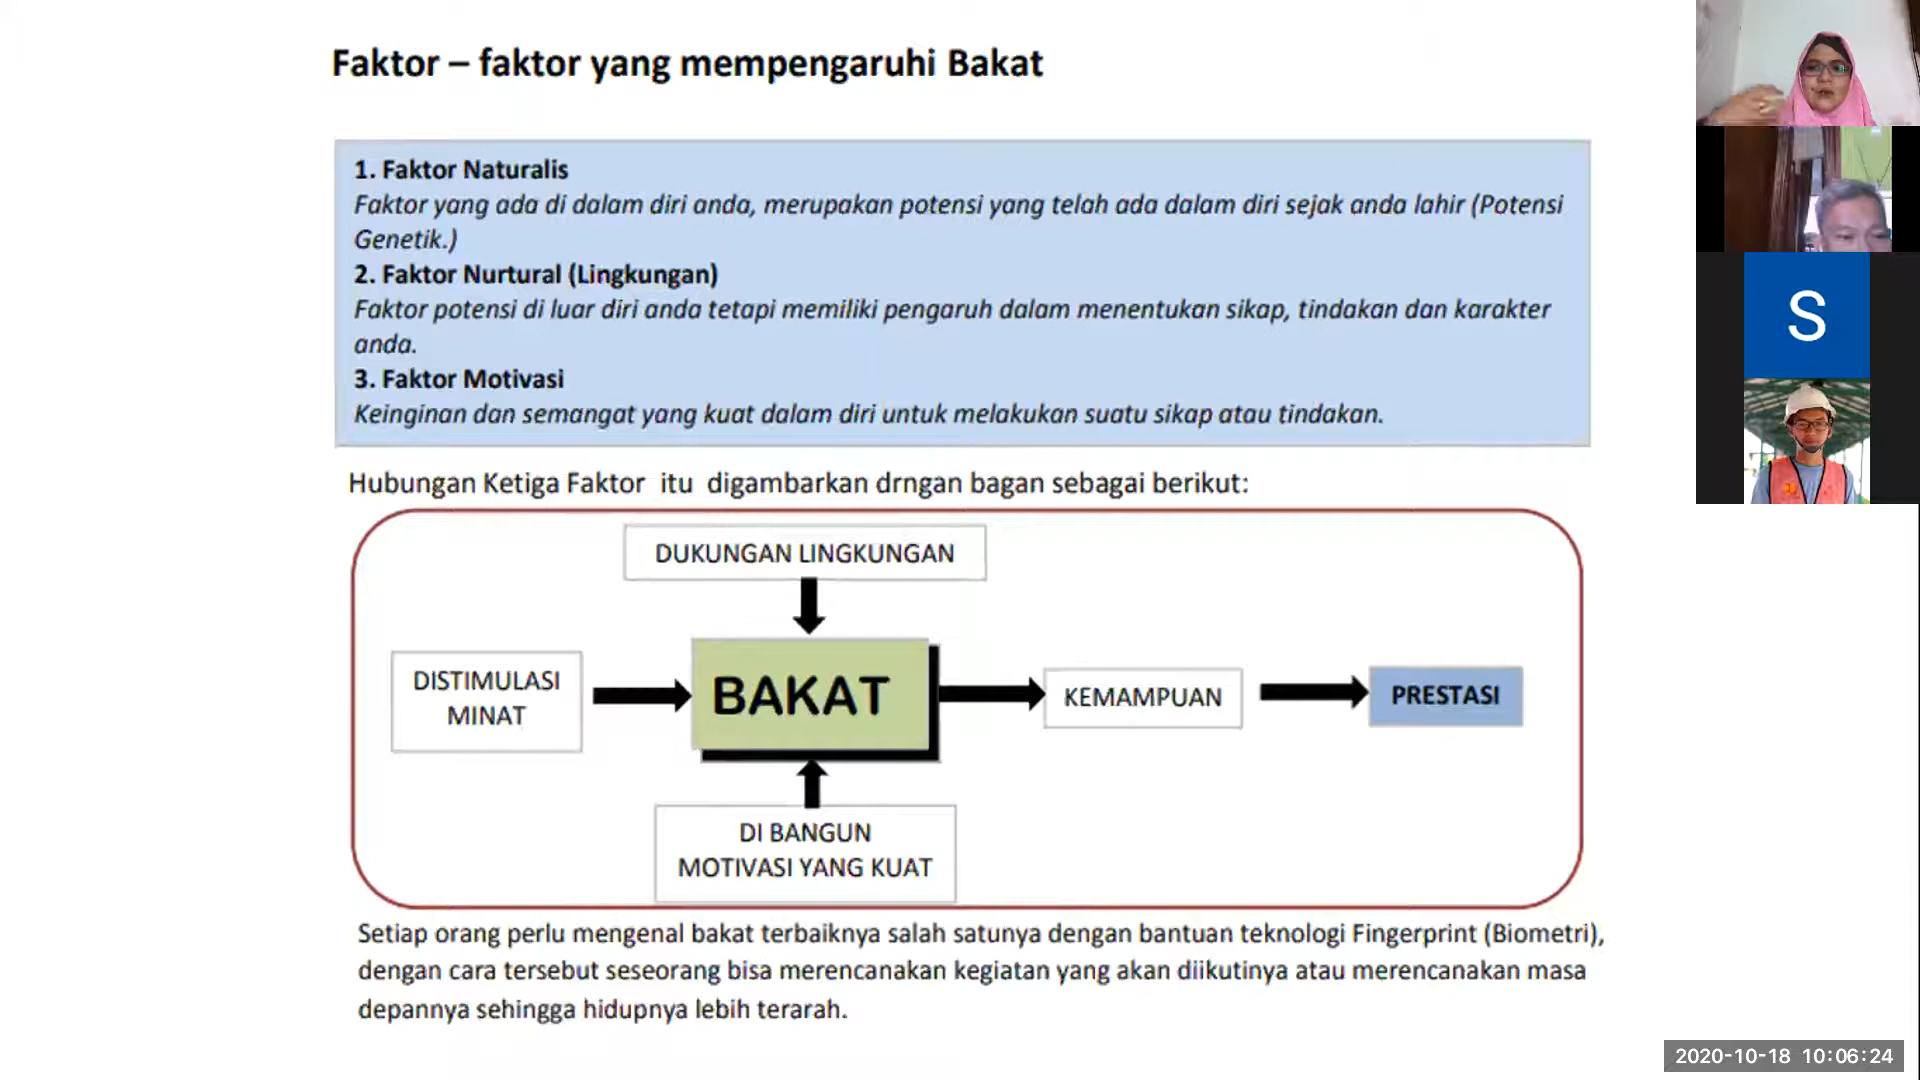 Faktor – faktor yang mempengaruhi Bakat
1. Faktor Naturalis
Faktor yang ada di dalam diri anda, merupakan potensi yang telah ada dalam diri sejak anda lahir (Potensi
Genetik.)
2. Faktor Nurtural (Lingkungan)
Faktor potensi di luar diri anda tetapi memiliki pengaruh dalam menentukan sikap, tindakan dan karakter
anda.
3. Faktor Motivasi
Keinginan dan semangat yang kuat dalam diri untuk melakukan suatu sikap atau tindakan.
Hubungan Ketiga Faktor itu digambarkan drngan bagan sebagai berikut:
DUKUNGAN LINGKUNGAN
DISTIMULASI
MINAT
BAKAT
KEMAMPUAN
PRESTASI
DI BANGUN
MOTIVASI YANG KUAT
Setiap orang perlu mengenal bakat terbaiknya salah satunya dengan bantuan teknologi Fingerprint (Biometri),
dengan cara tersebut seseorang bisa merencanakan kegiatan yang akan diikutinya atau merencanakan masa
depannya sehingga hidupnya lebih terarah.
S
2020-10-18 10:06:24